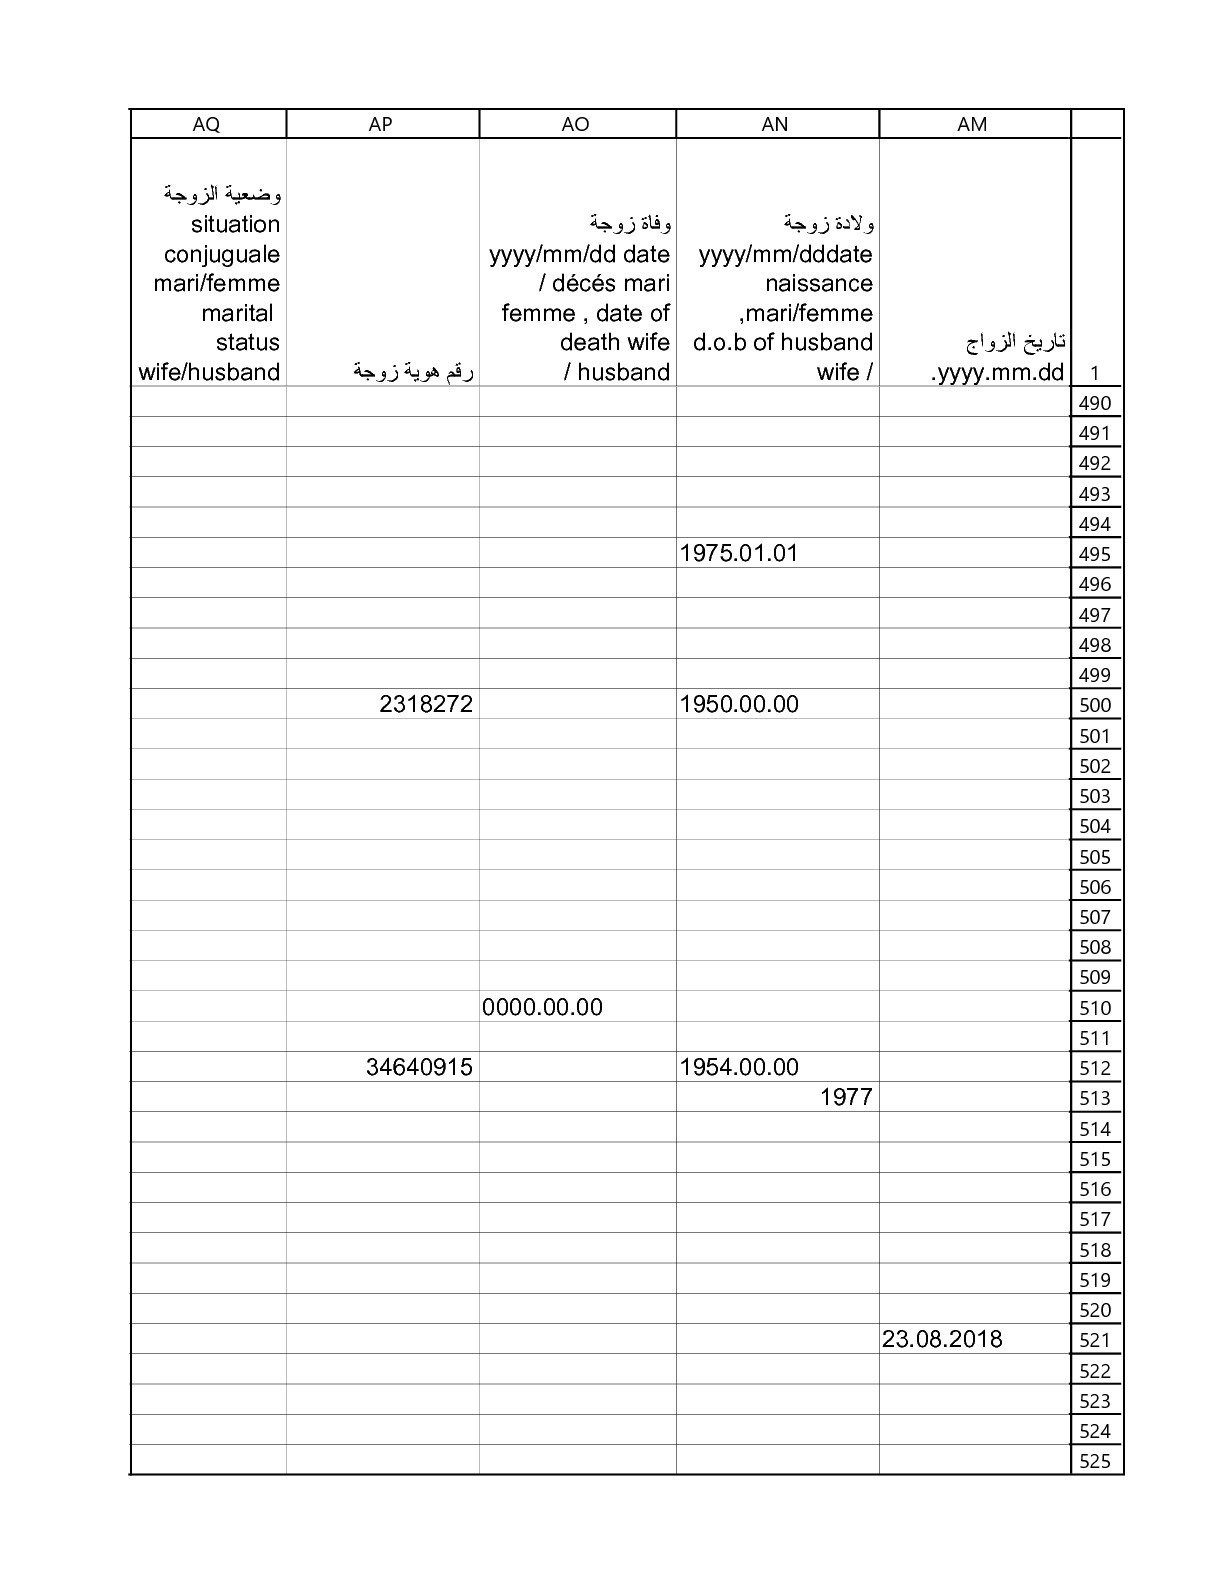 AQ AP AO AN AM
وضعية الزوجة
situation
conjuguale
mari/femme
marital
status
wife/husband
رقم هوية زوجة
وفاة زوجة
yyyy/mm/dd date
/ décés mari
femme , date of
death wife
/ husband
ولادة زوجة
yyyy/mm/dddate
naissance
,mari/femme
d.o.b of husband
wife /
تاريخ الزواج
.yyyy.mm.dd
1
490
491
492
493
494
1975.01.01 495
496
497
498
499
2318272 1950.00.00 500
501
502
503
504
505
506
507
508
509
0000.00.00 510
511
34640915 1954.00.00 512
1977 513
514
515
516
517
518
519
520
23.08.2018 521
522
523
524
525